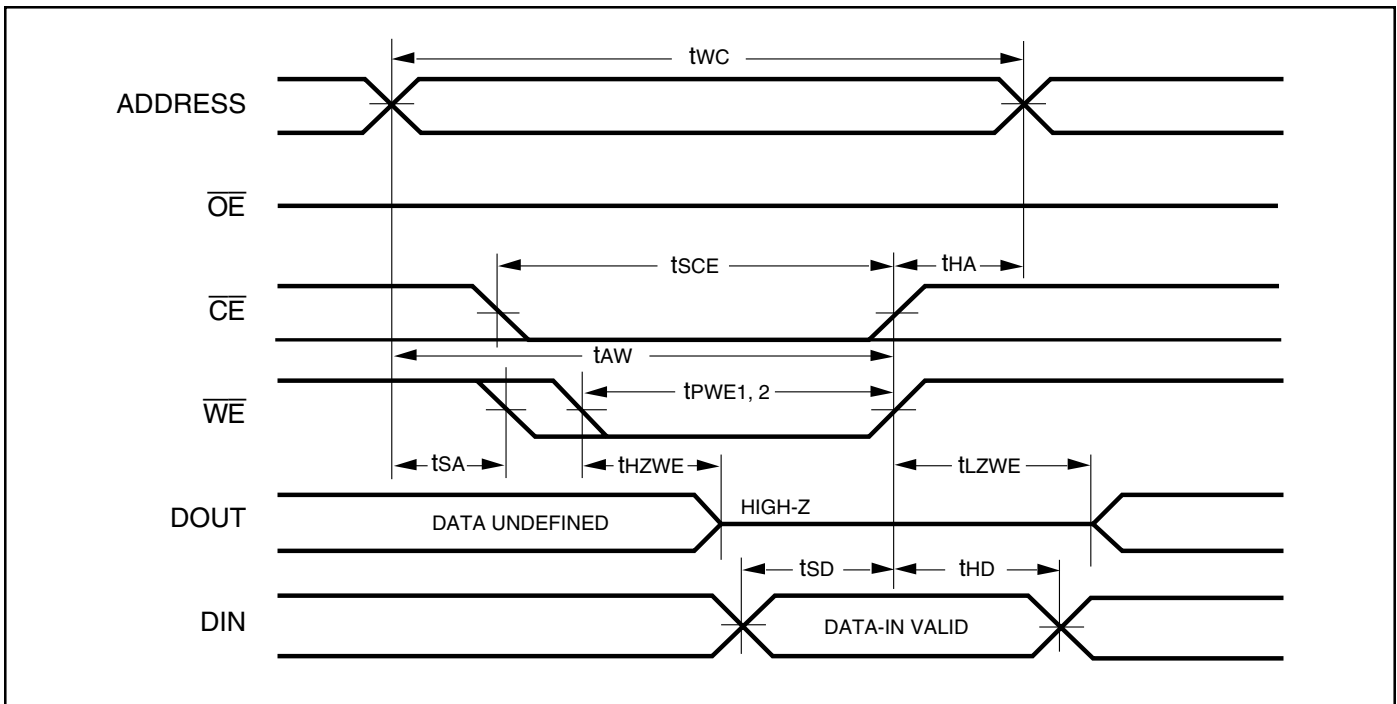 tWC
ADDRESS
OE
tSCE
tHA
CE
tAW
tPWE1, 2
WE
tSA
tHZWE
tLZWE
HIGH-Z
DOUT
DATA UNDEFINED
tSD
tHD
DIN
DATA-IN VALID